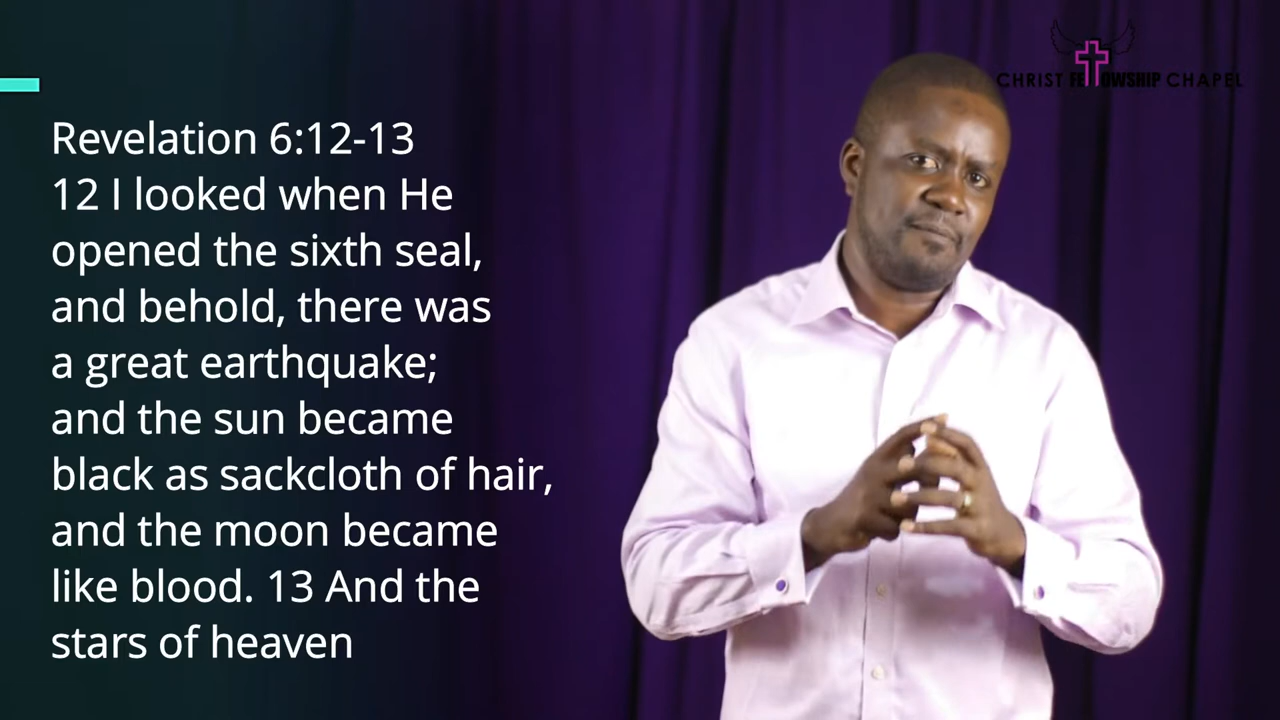 CHRIST FELLOWSHIP CHAPEL
Revelation 6:12-13
12 I looked when He
opened the sixth seal,
and behold, there was
a great earthquake;
and the sun became
black as sackcloth of hair,
and the moon became
like blood. 13 And the
stars of heaven